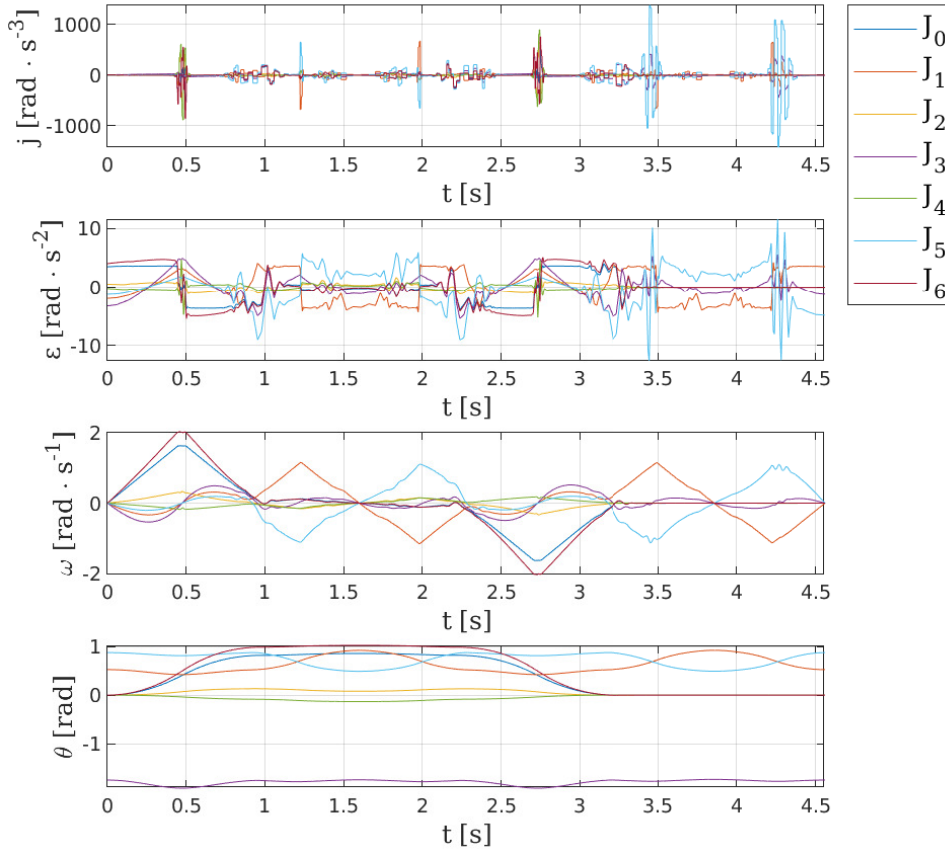 1000
0
-1000
j [rad · s⁻³]
0 0.5 1 1.5 2 2.5 3 3.5 4 4.5
t [s]
10
0
-10
ε [rad · s⁻²]
0 0.5 1 1.5 2 2.5 3 3.5 4 4.5
t [s]
2
0
-2
ω [rad · s⁻¹]
0 0.5 1 1.5 2 2.5 3 3.5 4 4.5
t [s]
1
0
-1
θ [rad]
0 0.5 1 1.5 2 2.5 3 3.5 4 4.5
t [s]
J₀
J₁
J₂
J₃
J₄
J₅
J₆